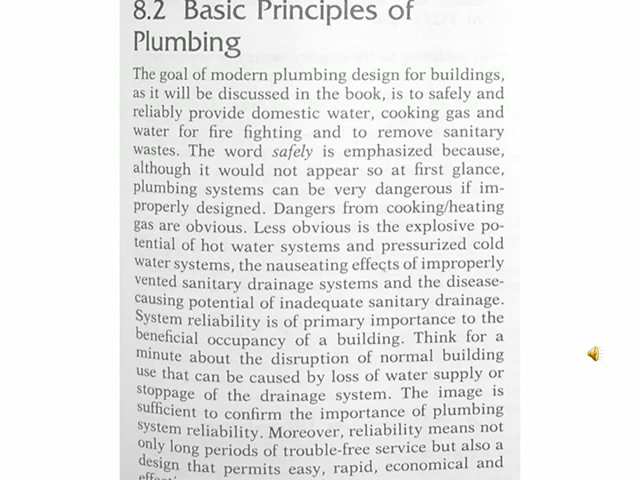 8.2 Basic Principles of
Plumbing
The goal of modern plumbing design for buildings,
as it will be discussed in the book, is to safely and
reliably provide domestic water, cooking gas and
water for fire fighting and to remove sanitary
wastes. The word safely is emphasized because,
although it would not appear so at first glance,
plumbing systems can be very dangerous if im-
properly designed. Dangers from cooking/heating
gas are obvious. Less obvious is the explosive po-
tential of hot water systems and pressurized cold
water systems, the nauseating effects of improperly
vented sanitary drainage systems and the disease-
causing potential of inadequate sanitary drainage.
System reliability is of primary importance to the
beneficial occupancy of a building. Think for a
minute about the disruption of normal building
use that can be caused by loss of water supply or
stoppage of the drainage system. The image is
sufficient to confirm the importance of plumbing
system reliability. Moreover, reliability means not
only long periods of trouble-free service but also a
design that permits easy, rapid, economical and